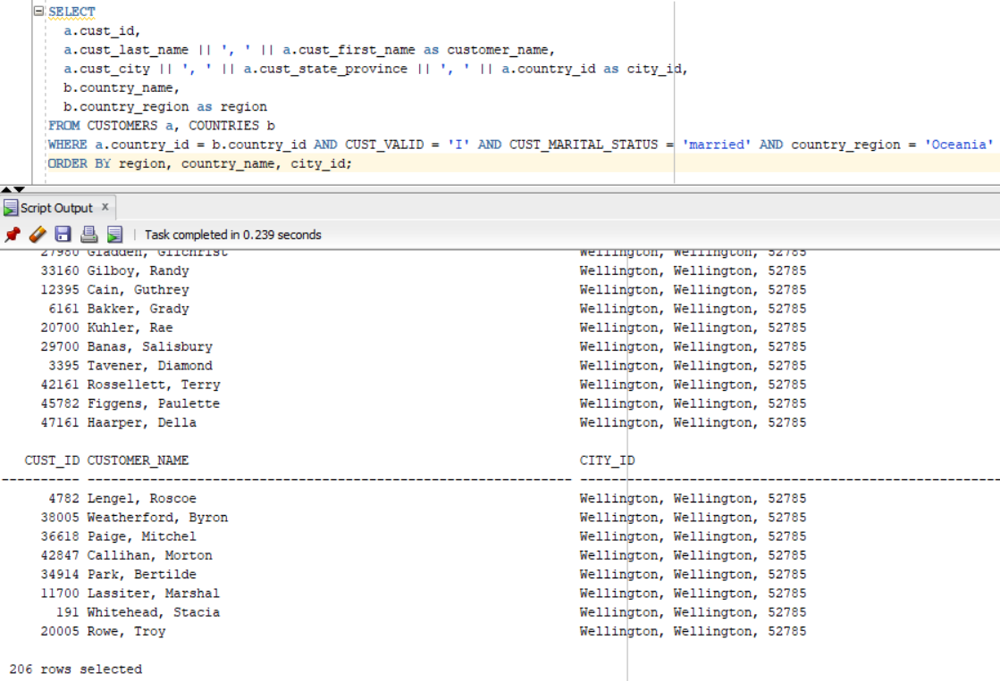 SELECT
a.cust_id,
a.cust_last_name || ', ' || a.cust_first_name as customer_name,
a.cust_city || ', ' || a.cust_state_province || ', ' || a.country_id as city_id,
b.country_name,
b.country_region as region
FROM CUSTOMERS a, COUNTRIES b
WHERE a.country_id = b.country_id AND CUST_VALID = 'I' AND CUST_MARITAL_STATUS = 'married' AND country_region = 'Oceania'
ORDER BY region, country_name, city_id;
Script Output x
Task completed in 0.239 seconds
27980 Gladden, Gilchrist Wellington, Wellington, 52785
33160 Gilboy, Randy Wellington, Wellington, 52785
12395 Cain, Guthrey Wellington, Wellington, 52785
6161 Bakker, Grady Wellington, Wellington, 52785
20700 Kuhler, Rae Wellington, Wellington, 52785
29700 Banas, Salisbury Wellington, Wellington, 52785
3395 Tavener, Diamond Wellington, Wellington, 52785
42161 Rossellett, Terry Wellington, Wellington, 52785
45782 Figgens, Paulette Wellington, Wellington, 52785
47161 Haarper, Della Wellington, Wellington, 52785
CUST_ID CUSTOMER_NAME CITY_ID
4782 Lengel, Roscoe Wellington, Wellington, 52785
38005 Weatherford, Byron Wellington, Wellington, 52785
36618 Paige, Mitchel Wellington, Wellington, 52785
42847 Callihan, Morton Wellington, Wellington, 52785
34914 Park, Bertilde Wellington, Wellington, 52785
11700 Lassiter, Marshal Wellington, Wellington, 52785
191 Whitehead, Stacia Wellington, Wellington, 52785
20005 Rowe, Troy Wellington, Wellington, 52785
206 rows selected